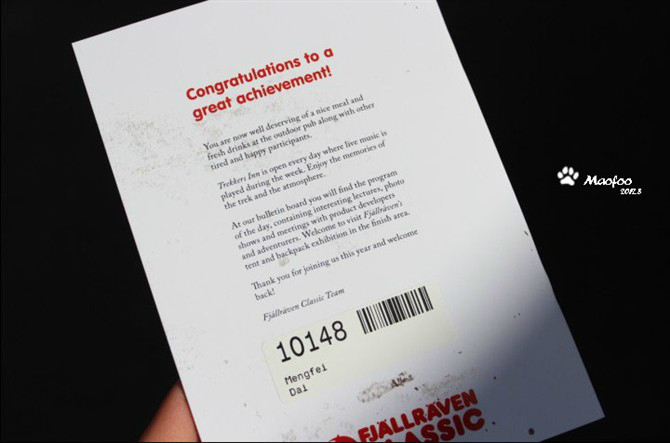 Congratulations to a
great achievement!
You are now well deserving of a nice meal and
fresh drinks at the outdoor pub along with other
tired and happy participants.
Trekkers Inn is open every day where live music is
played during the week. Enjoy the memories of
the trek and the atmosphere.
At our bulletin board you will find the program
of the day, containing interesting lectures, photo
shows and meetings with product developers
and adventurers. Welcome to visit Fjällräven's
tent and backpack exhibition in the finish area.
Thank you for joining us this year and welcome
back!
Fjällräven Classic Team
10148
Mengfei
Dai
FJÄLLRÄVEN
CLASSIC
Maofoo
2012.8